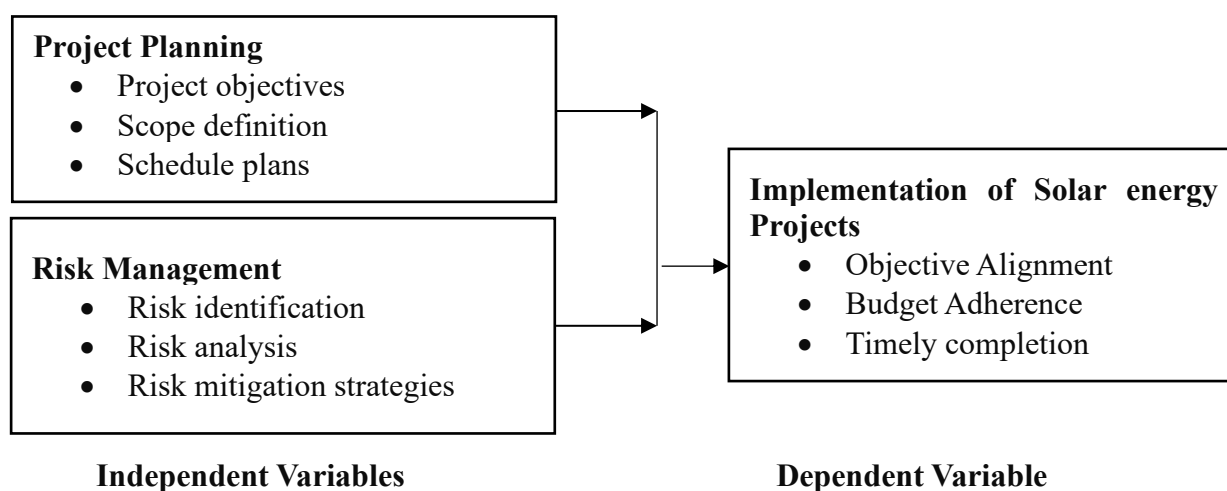 Project Planning
• Project objectives
• Scope definition
• Schedule plans
Risk Management
• Risk identification
• Risk analysis
• Risk mitigation strategies
Implementation of Solar energy
Projects
• Objective Alignment
• Budget Adherence
• Timely completion
Independent Variables
Dependent Variable